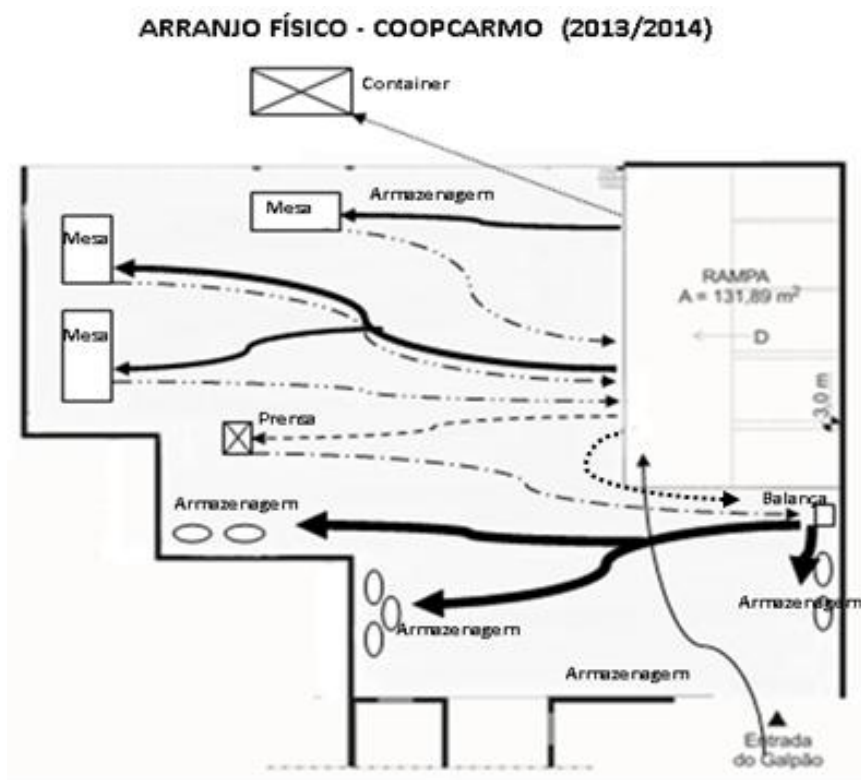 ARRANJO FÍSICO - COOPCARMO (2013/2014)
Container
Armazenagem
Mesa
Mesa
RAMPA
A = 131,89 m²
D
Mesa
3,0 m
Prensa
Armazenagem
Balança
Armazenagem
Armazenagem
Armazenagem
Entrada
do Galpão